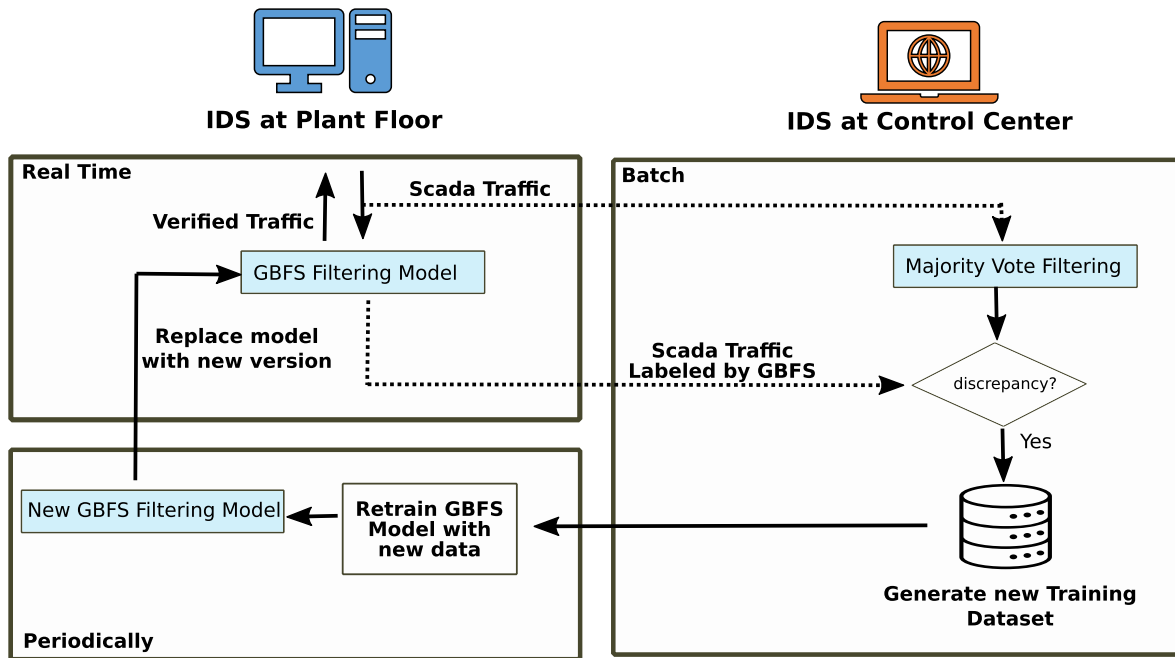 IDS at Plant Floor
IDS at Control Center
Real Time
Batch
Scada Traffic
Verified Traffic
GBFS Filtering Model
Majority Vote Filtering
Replace model
with new version
Scada Traffic
Labeled by GBFS
discrepancy?
Yes
New GBFS Filtering Model
Retrain GBFS
Model with
new data
Generate new Training
Dataset
Periodically